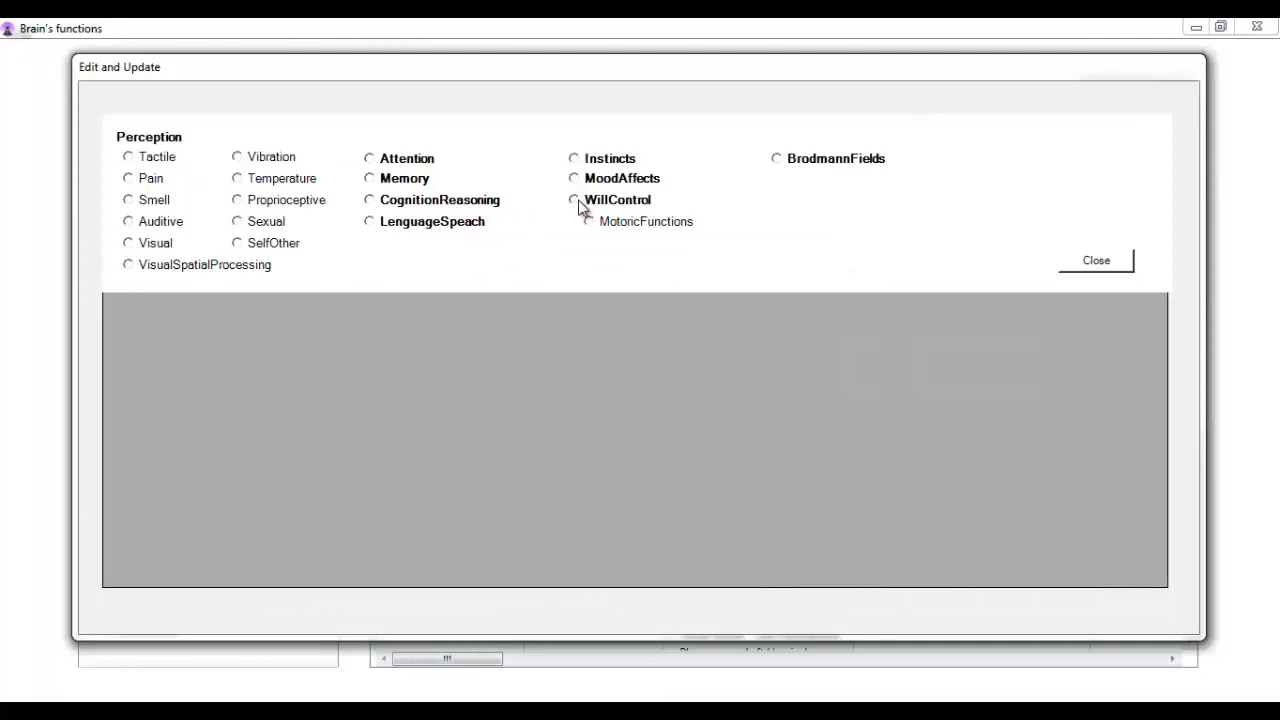 Brain's functions
Edit and Update
Perception
Tactile
Vibration
Attention
Instincts
BrodmannFields
Pain
Temperature
Memory
MoodAffects
Smell
Proprioceptive
CognitionReasoning
WillControl
Auditive
Sexual
LenguageSpeach
MotoricFunctions
Visual
SelfOther
VisualSpatialProcessing
Close